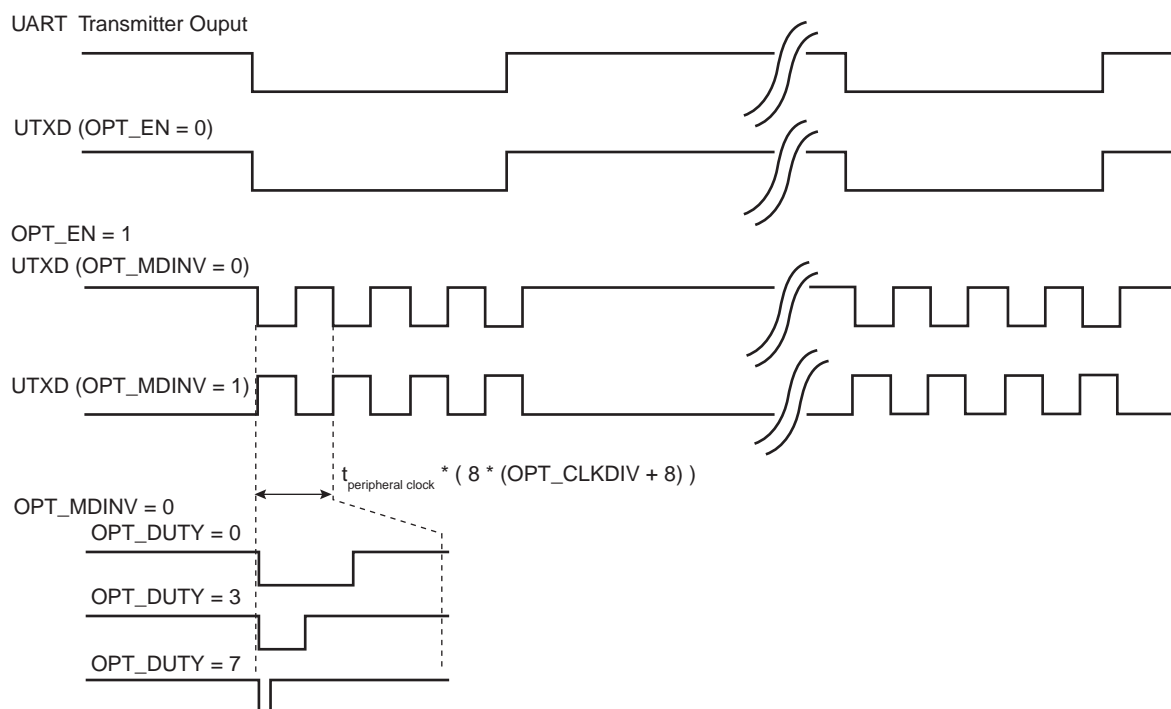 UART Transmitter Ouput
UTXD (OPT_EN = 0)
OPT_EN = 1
UTXD (OPT_MDINV = 0)
UTXD (OPT_MDINV = 1)
t peripheral clock * ( 8 * (OPT_CLKDIV + 8) )
OPT_MDINV = 0
OPT_DUTY = 0
OPT_DUTY = 3
OPT_DUTY = 7